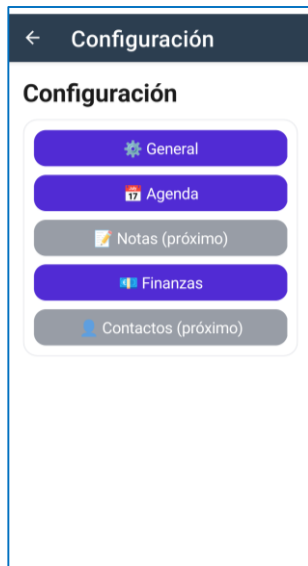 Configuración
Configuración
General
Agenda
Notas (próximo)
Finanzas
Contactos (próximo)